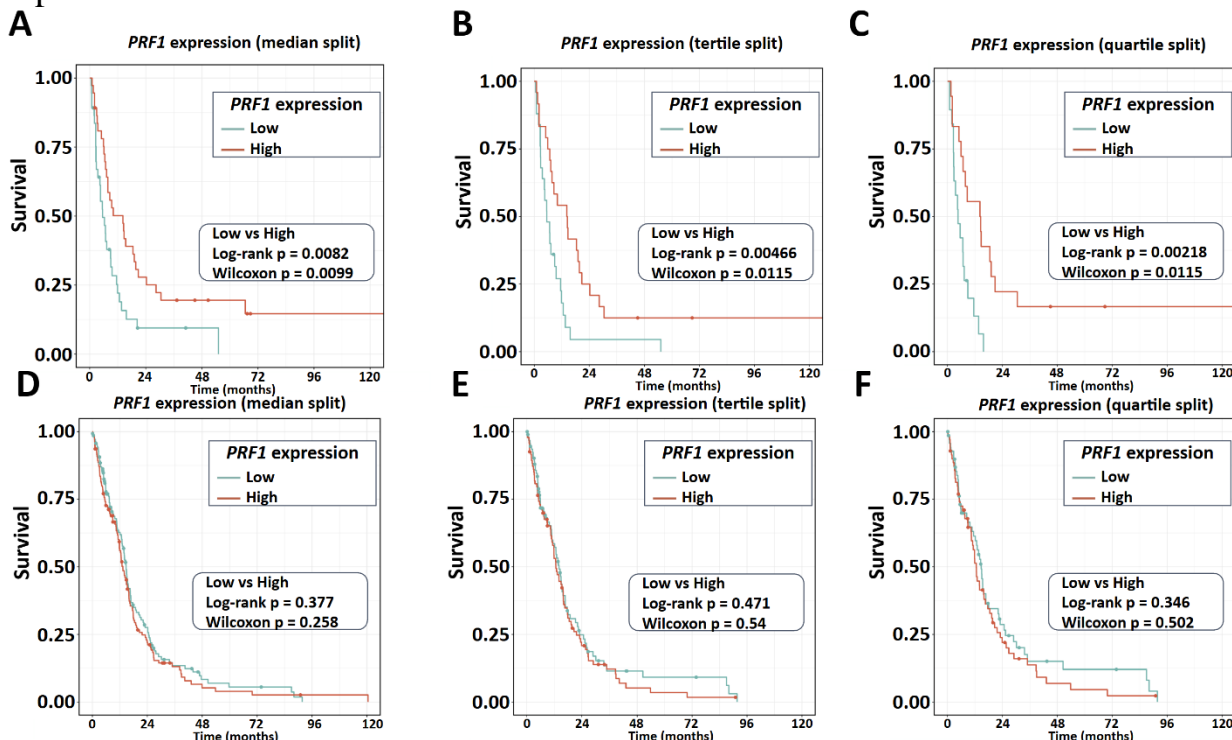 A
PRF1 expression (median split)
1.00
0.75
0.50
0.25
0.00
Survival
PRF1 expression
Low
High
Low vs High
Log-rank p = 0.0082
Wilcoxon p = 0.0099
0 24 48 72 96 120
Time (months)
B
PRF1 expression (tertile split)
1.00
0.75
0.50
0.25
0.00
Survival
PRF1 expression
Low
High
Low vs High
Log-rank p = 0.00466
Wilcoxon p = 0.0115
0 24 48 72 96 120
Time (months)
C
PRF1 expression (quartile split)
1.00
0.75
0.50
0.25
0.00
Survival
PRF1 expression
Low
High
Low vs High
Log-rank p = 0.00218
Wilcoxon p = 0.0115
0 24 48 72 96 120
Time (months)
D
PRF1 expression (median split)
1.00
0.75
0.50
0.25
0.00
Survival
PRF1 expression
Low
High
Low vs High
Log-rank p = 0.377
Wilcoxon p = 0.258
0 24 48 72 96 120
Time (months)
E
PRF1 expression (tertile split)
1.00
0.75
0.50
0.25
0.00
Survival
PRF1 expression
Low
High
Low vs High
Log-rank p = 0.471
Wilcoxon p = 0.54
0 24 48 72 96 120
Time (months)
F
PRF1 expression (quartile split)
1.00
0.75
0.50
0.25
0.00
Survival
PRF1 expression
Low
High
Low vs High
Log-rank p = 0.346
Wilcoxon p = 0.502
0 24 48 72 96 120
Time (months)